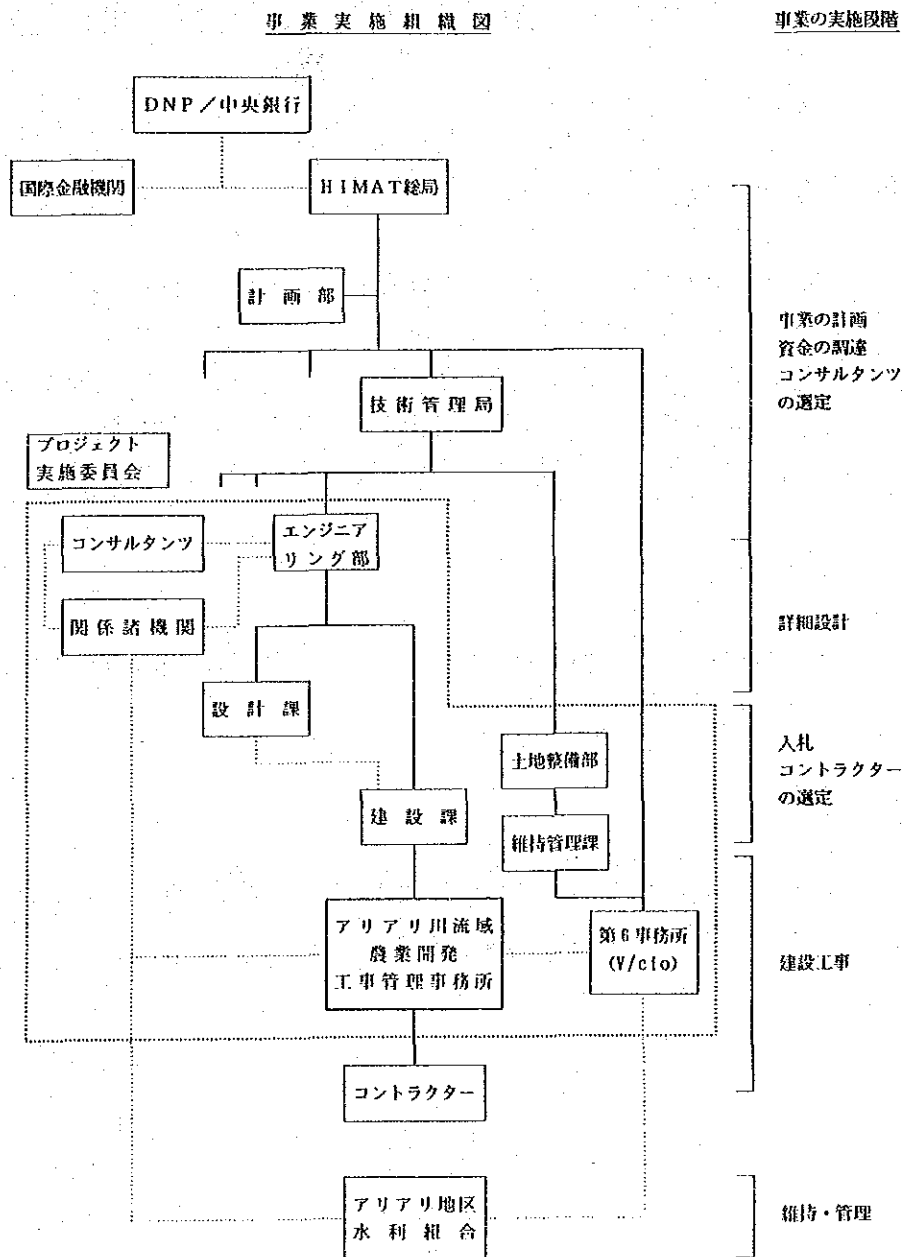 事業実施組織図
事業の実施段階
DNP/中央銀行
国際金融機関
HIMAT総局
計画部
事業の計画
資金の調達
コンサルタンツ
の選定
技術管理局
プロジェクト
実施委員会
コンサルタンツ
エンジニア
リング部
関係諸機関
詳細設計
設計課
土地整備部
入札
コントラクター
の選定
建設課
維持管理課
アリアリ川流域
農業開発
工事管理事務所
第6事務所
(V/cio)
建設工事
コントラクター
アリアリ地区
水利組合
維持・管理